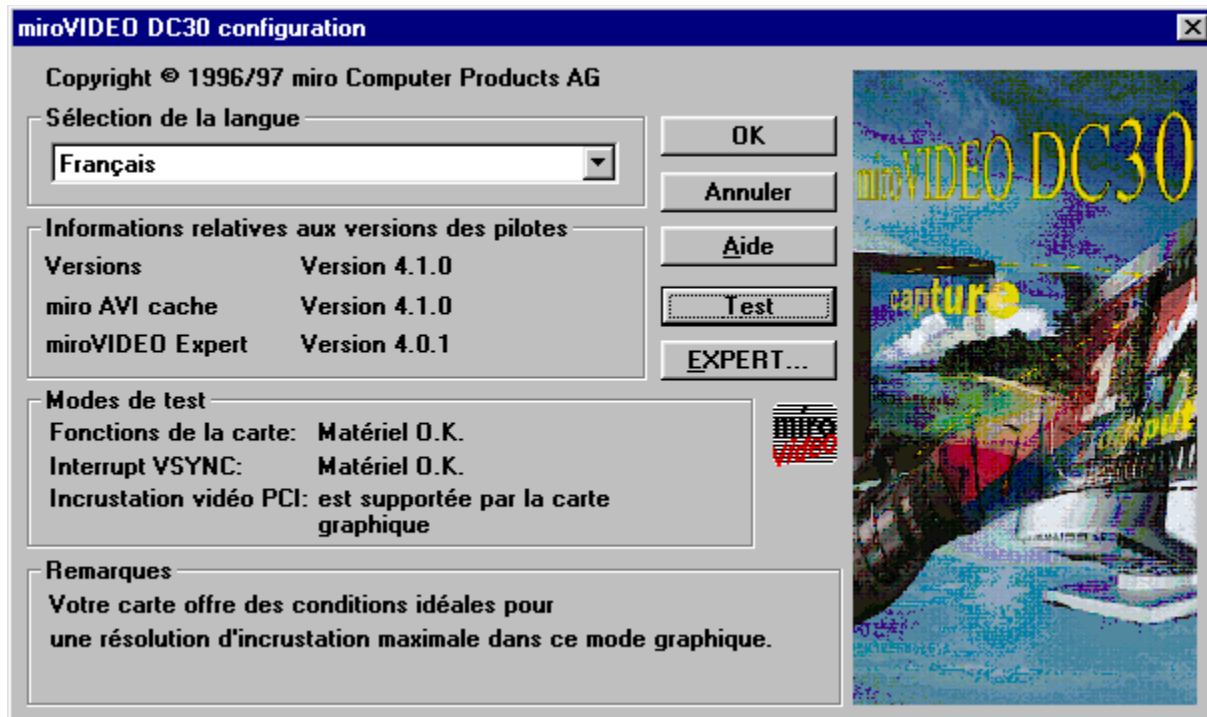 miroVIDEO DC30 configuration
Copyright © 1996/97 miro Computer Products AG
Sélection de la langue
Français
OK
Annuler
Aide
Test
EXPERT...
Informations relatives aux versions des pilotes
Versions Version 4.1.0
miro AVI cache Version 4.1.0
miroVIDEO Expert Version 4.0.1
Modes de test
Fonctions de la carte: Matériel O.K.
Interrupt VSYNC: Matériel O.K.
Incrustation vidéo PCI: est supportée par la carte
graphique
miro
video
Remarques
Votre carte offre des conditions idéales pour
une résolution d'incrustation maximale dans ce mode graphique.
miroVIDEO DC30
capture
output